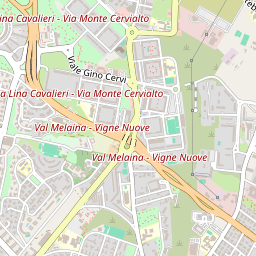 Lina Cavalieri - Via Monte Cervialto
Viale Gino Cervi
a Lina Cavalieri - Via Monte Cervialto
Val Melaina - Vigne Nuove
Val Melaina - Vigne Nuove